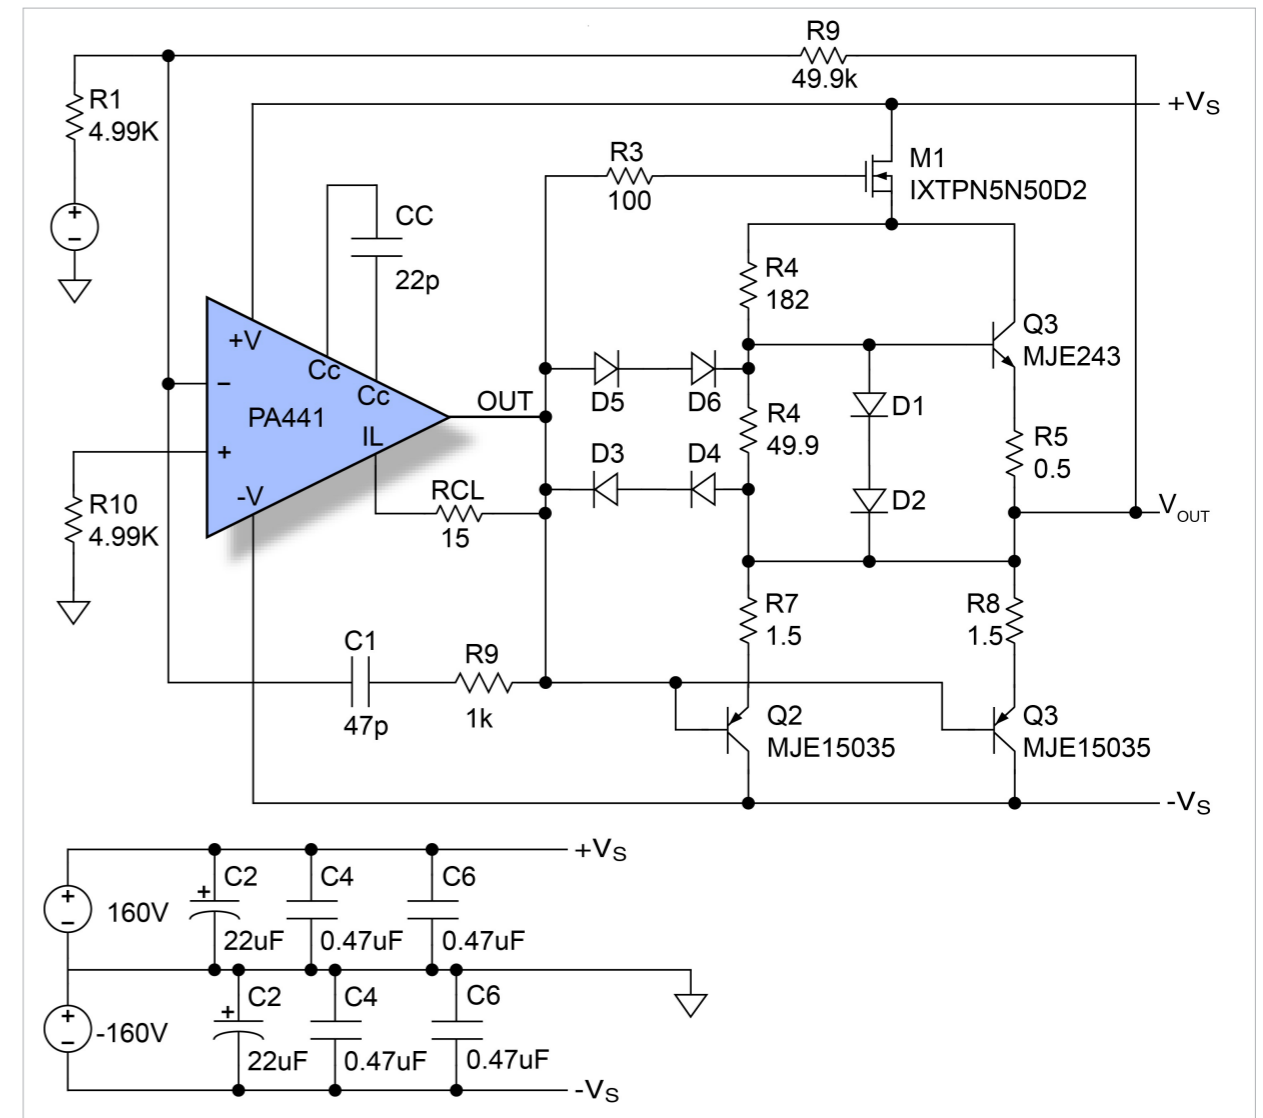 R9
49.9k
+VS
R1
4.99K
R3
100
M1
IXTPN5N50D2
+
−
CC
22p
R4
182
Q3
MJE243
+V
Cc
Cc
−
PA441
OUT
D5
D6
D1
R4
49.9
R5
0.5
IL
+
-V
D3
D4
D2
RCL
15
VOUT
R10
4.99K
R7
1.5
R8
1.5
C1
47p
R9
1k
Q2
MJE15035
Q3
MJE15035
-VS
+VS
+
−
160V
+
C2
22uF
C4
0.47uF
C6
0.47uF
+
−
-160V
+
C2
22uF
C4
0.47uF
C6
0.47uF
-VS